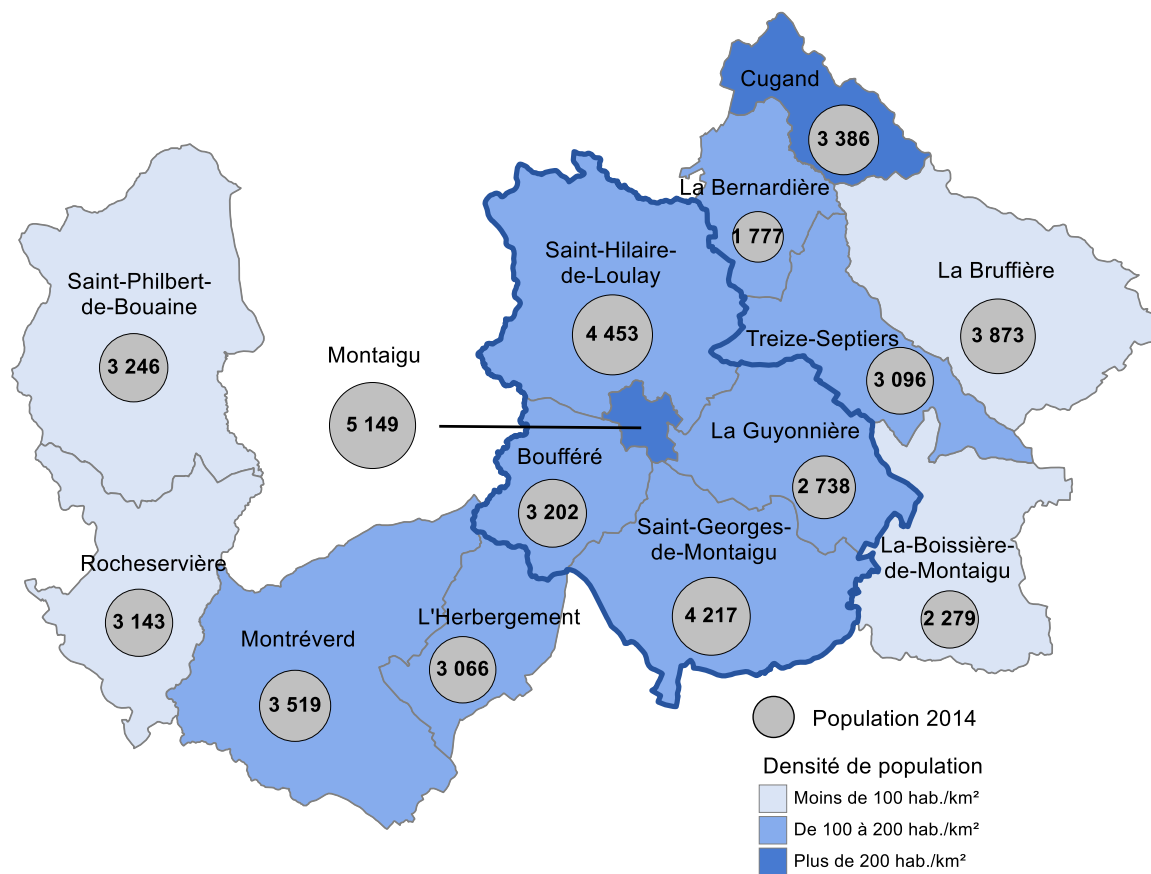 Cugand
3 386
La Bernardière
1 777
Saint-Hilaire-
de-Loulay
4 453
La Bruffière
3 873
Saint-Philbert-
de-Bouaine
3 246
Montaigu
5 149
Treize-Septiers
3 096
La Guyonnière
2 738
Boufféré
3 202
Saint-Georges-
de-Montaigu
4 217
La-Boissière-
de-Montaigu
2 279
Rocheservière
3 143
L'Herbergement
3 066
Montréverd
3 519
Population 2014
Densité de population
Moins de 100 hab./km²
De 100 à 200 hab./km²
Plus de 200 hab./km²